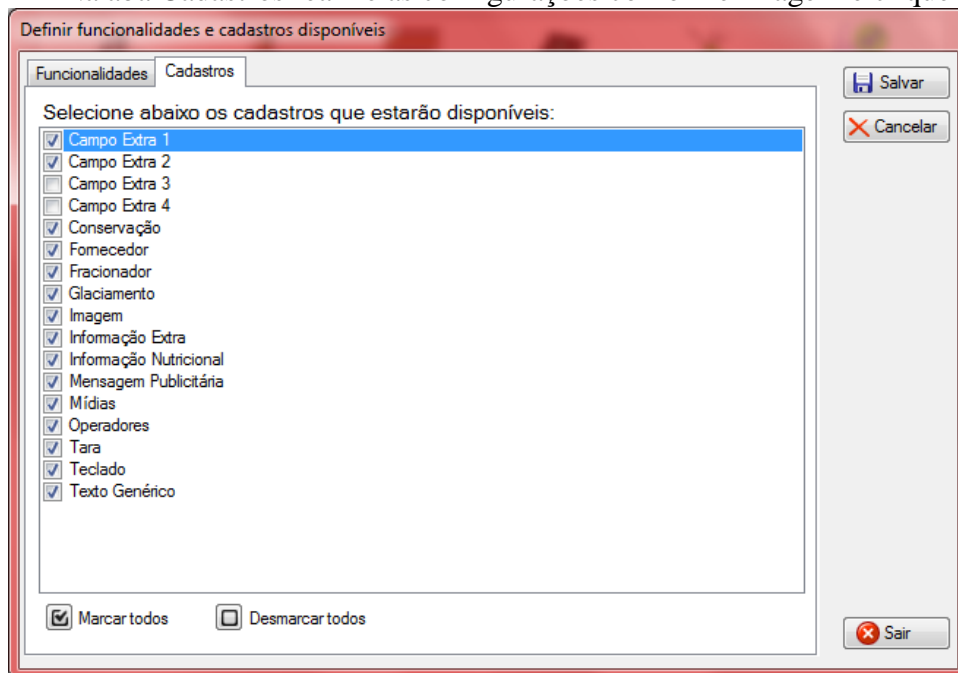 Definir funcionalidades e cadastros disponíveis
Funcionalidades
Cadastros
Salvar
Cancelar
Selecione abaixo os cadastros que estarão disponíveis:
Campo Extra 1
Campo Extra 2
Campo Extra 3
Campo Extra 4
Conservação
Fornecedor
Fracionador
Glaciamento
Imagem
Informação Extra
Informação Nutricional
Mensagem Publicitária
Mídias
Operadores
Tara
Teclado
Texto Genérico
Marcar todos
Desmarcar todos
Sair